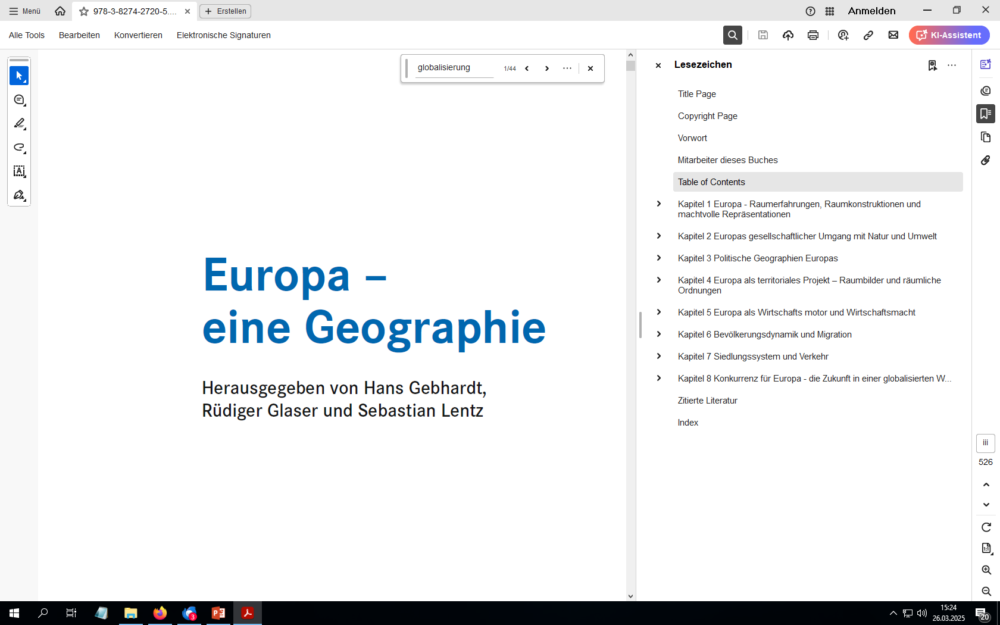 Menü
978-3-8274-2720-5....
Erstellen
Anmelden
Alle Tools
Bearbeiten
Konvertieren
Elektronische Signaturen
KI-Assistent
globalisierung
1/44
Europa –
eine Geographie
Herausgegeben von Hans Gebhardt,
Rüdiger Glaser und Sebastian Lentz
Lesezeichen
Title Page
Copyright Page
Vorwort
Mitarbeiter dieses Buches
Table of Contents
Kapitel 1 Europa - Raumerfahrungen, Raumkonstruktionen und
machtvolle Repräsentationen
Kapitel 2 Europas gesellschaftlicher Umgang mit Natur und Umwelt
Kapitel 3 Politische Geographien Europas
Kapitel 4 Europa als territoriales Projekt – Raumbilder und räumliche
Ordnungen
Kapitel 5 Europa als Wirtschafts motor und Wirtschaftsmacht
Kapitel 6 Bevölkerungsdynamik und Migration
Kapitel 7 Siedlungssystem und Verkehr
Kapitel 8 Konkurrenz für Europa - die Zukunft in einer globalisierten W...
Zitierte Literatur
Index
iii
526
1:1
3
15:24
26.03.2025
20